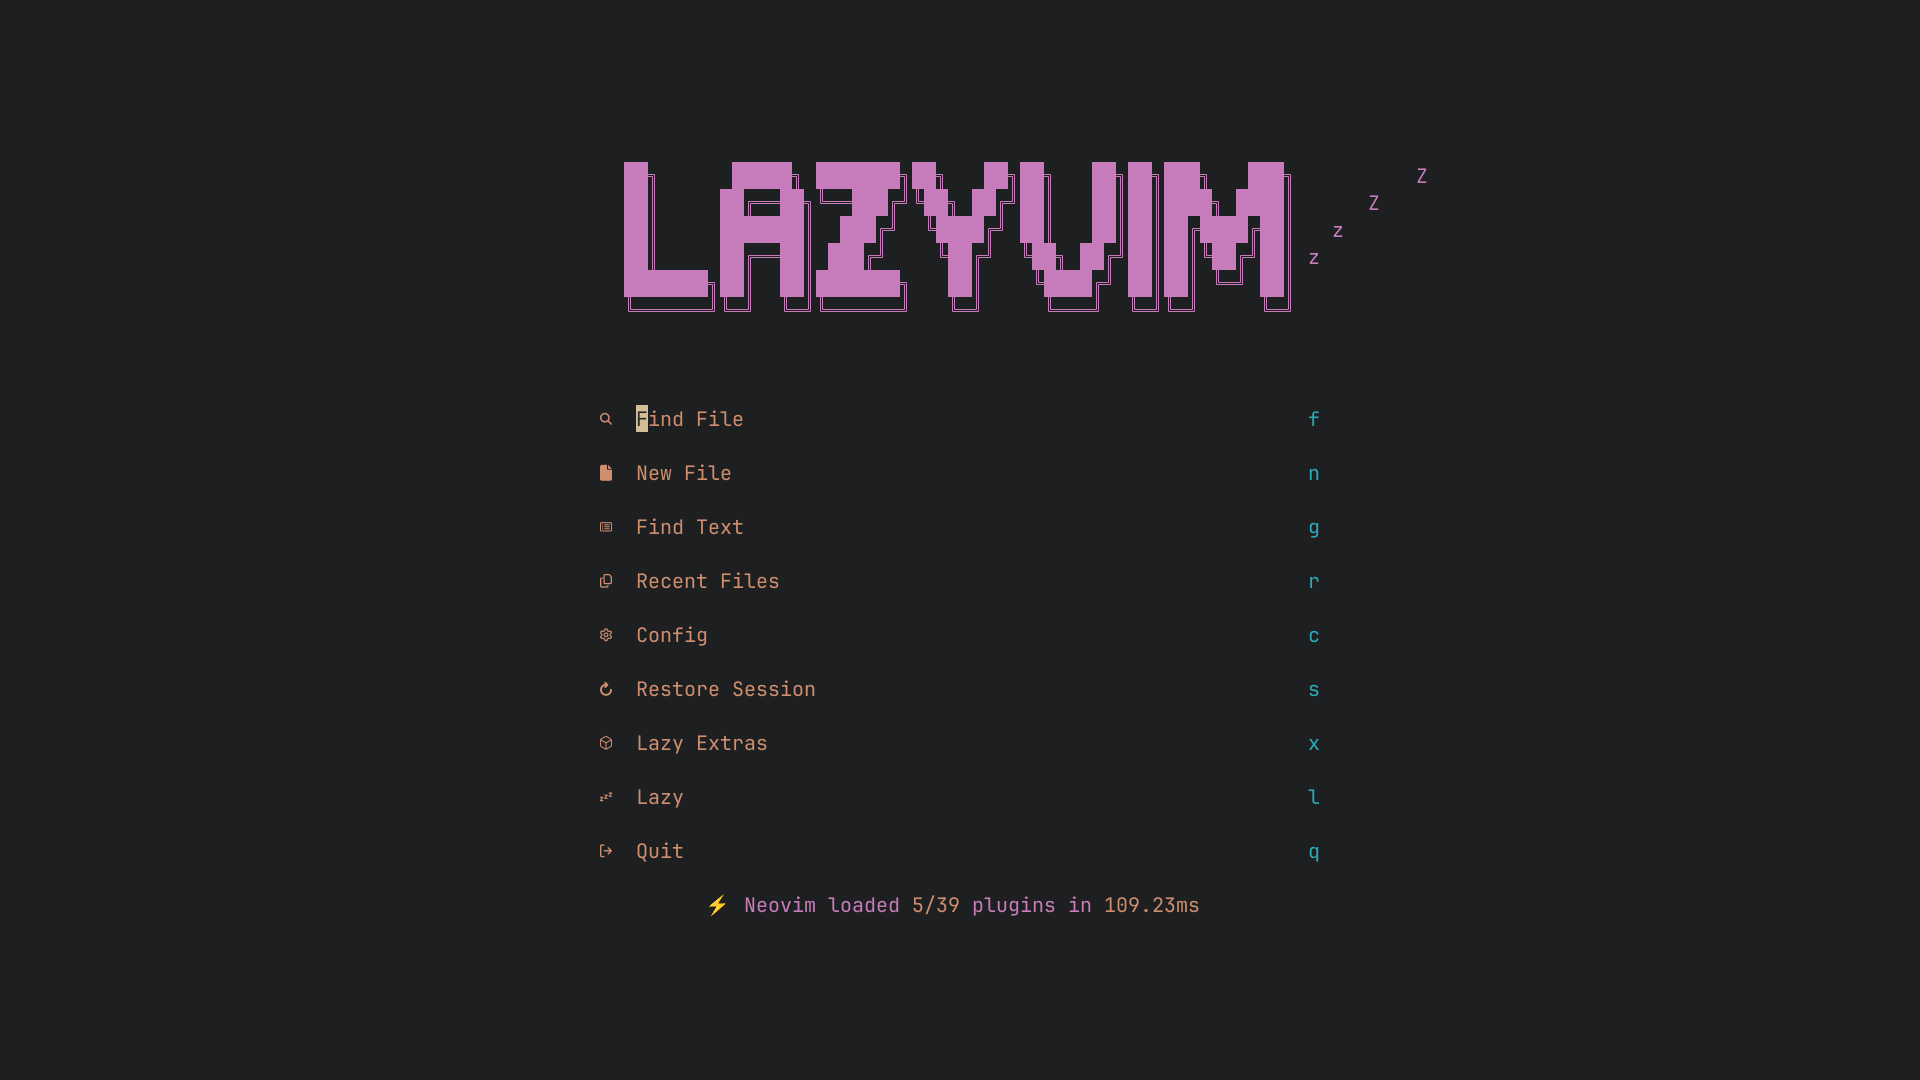 LAZYVIM
Z
Z
z
z
Find File f
New File n
Find Text g
Recent Files r
Config c
Restore Session s
Lazy Extras x
Lazy l
Quit q
⚡ Neovim loaded 5/39 plugins in 109.23ms